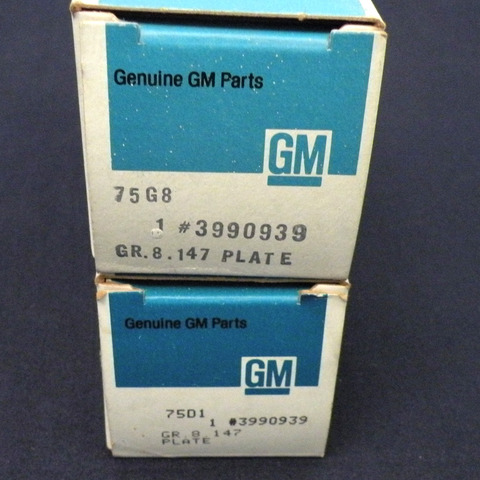 Genuine GM Parts
GM
75G8
1 #3990939
GR.8.147 PLATE
Genuine GM Parts
GM
75D1
1 #3990939
GR.8.147
PLATE